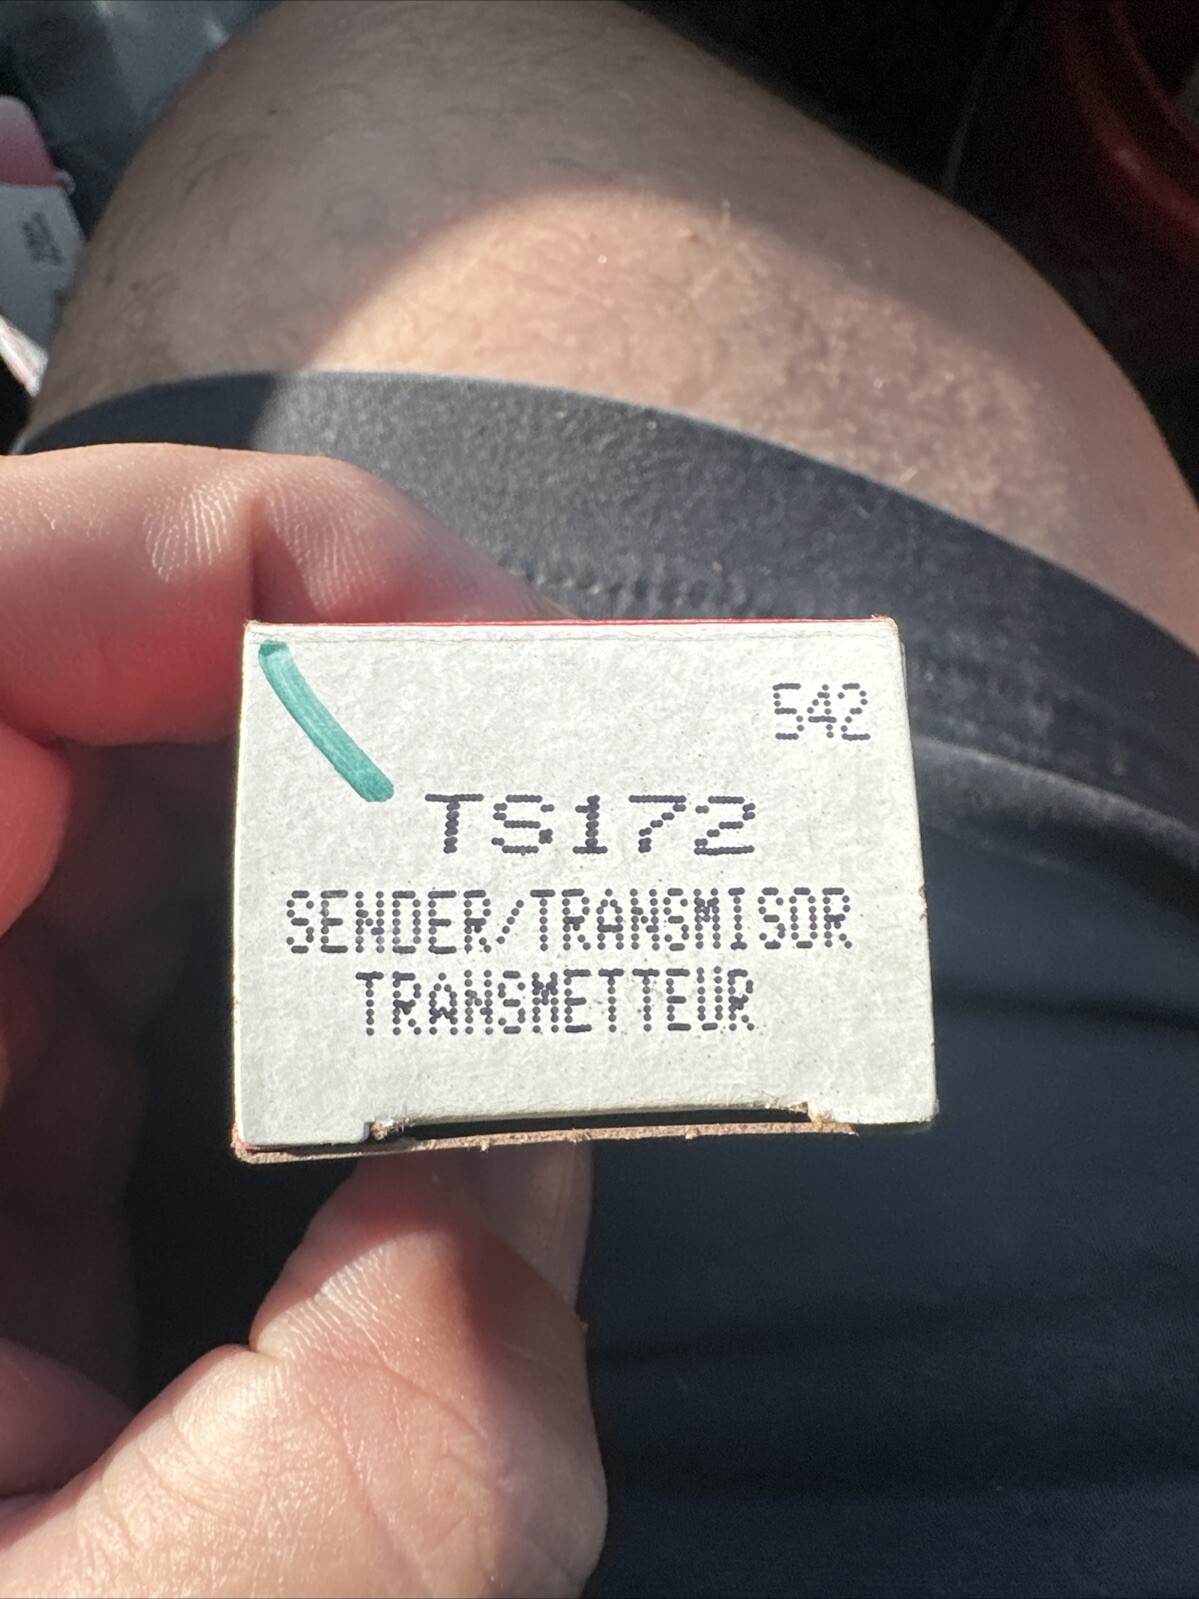 542
TS172
SENDER/TRANSMISOR
TRANSMETTEUR